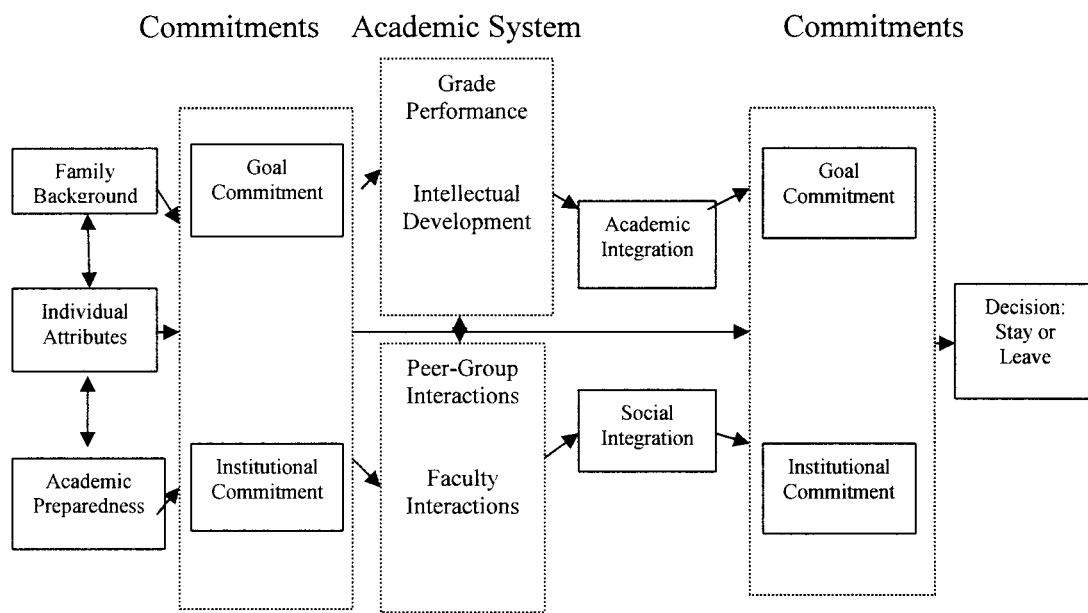 Commitments
Academic System
Commitments
Family
Background
Individual
Attributes
Academic
Preparedness
Goal
Commitment
Institutional
Commitment
Grade
Performance
Intellectual
Development
Peer-Group
Interactions
Faculty
Interactions
Academic
Integration
Social
Integration
Goal
Commitment
Institutional
Commitment
Decision:
Stay or
Leave